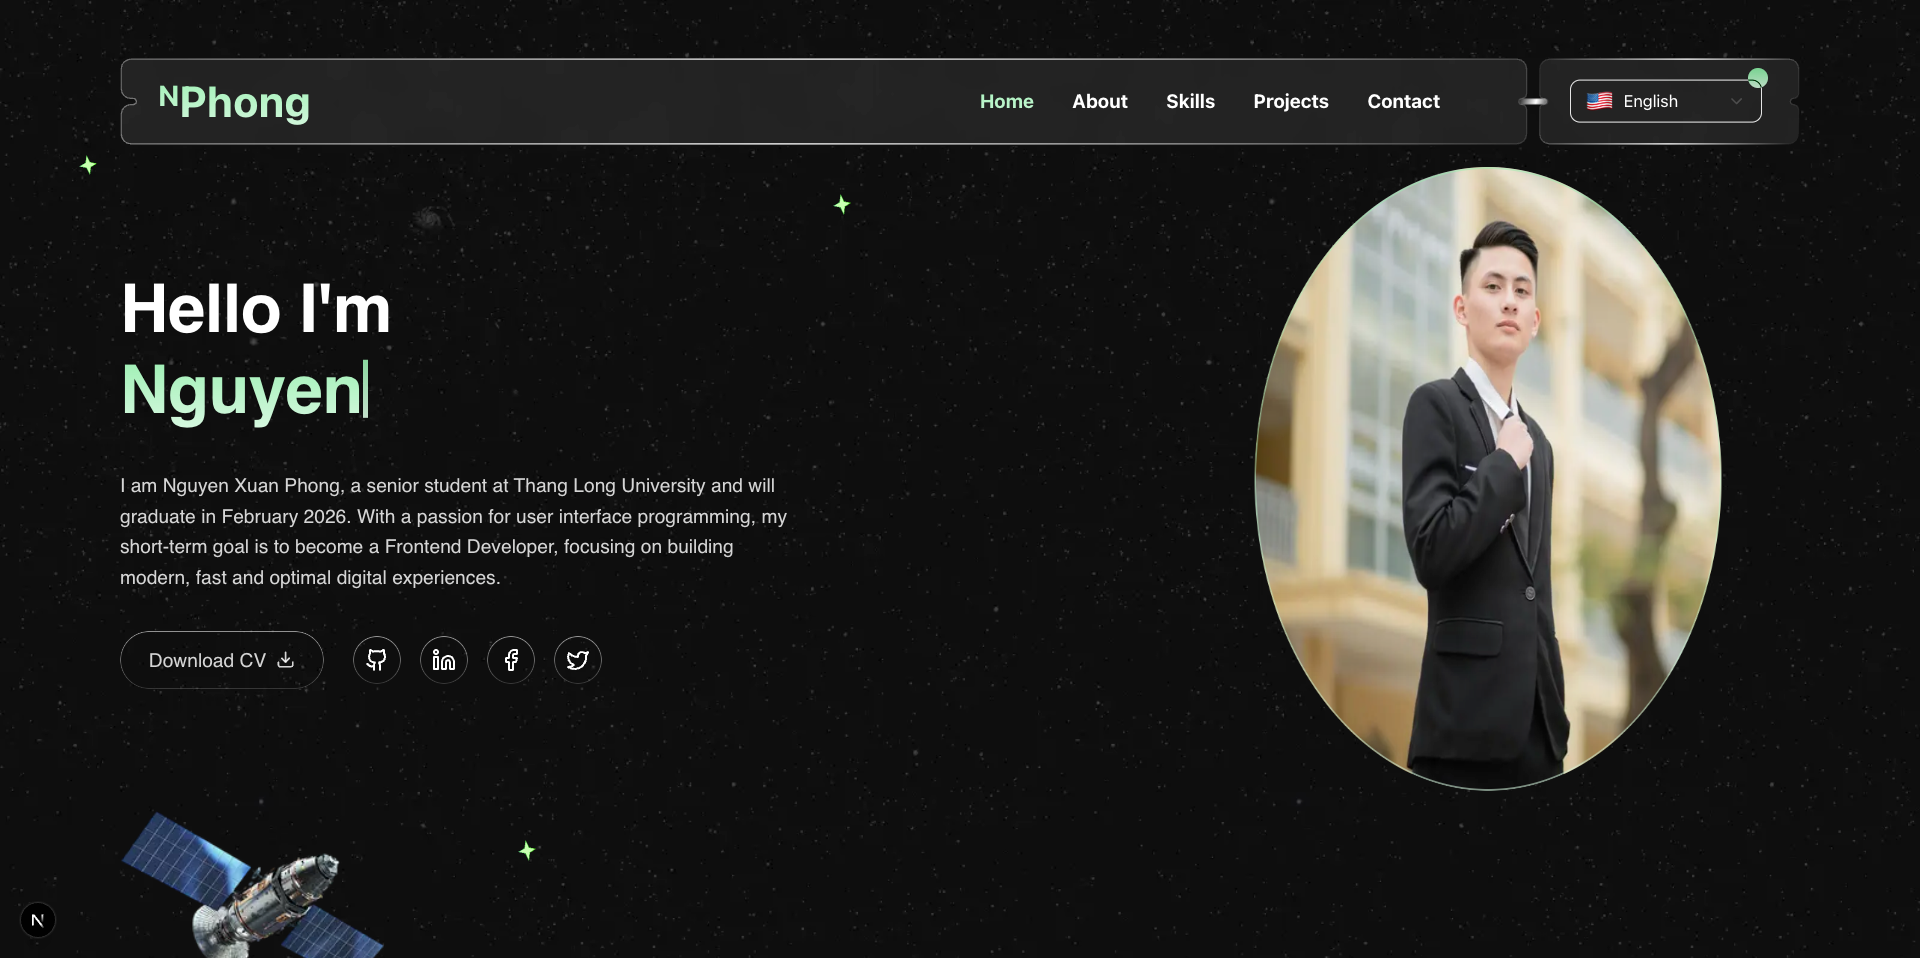 NPhong
Home About Skills Projects Contact
English
Hello I'm
Nguyen
I am Nguyen Xuan Phong, a senior student at Thang Long University and will
graduate in February 2026. With a passion for user interface programming, my
short-term goal is to become a Frontend Developer, focusing on building
modern, fast and optimal digital experiences.
Download CV
N